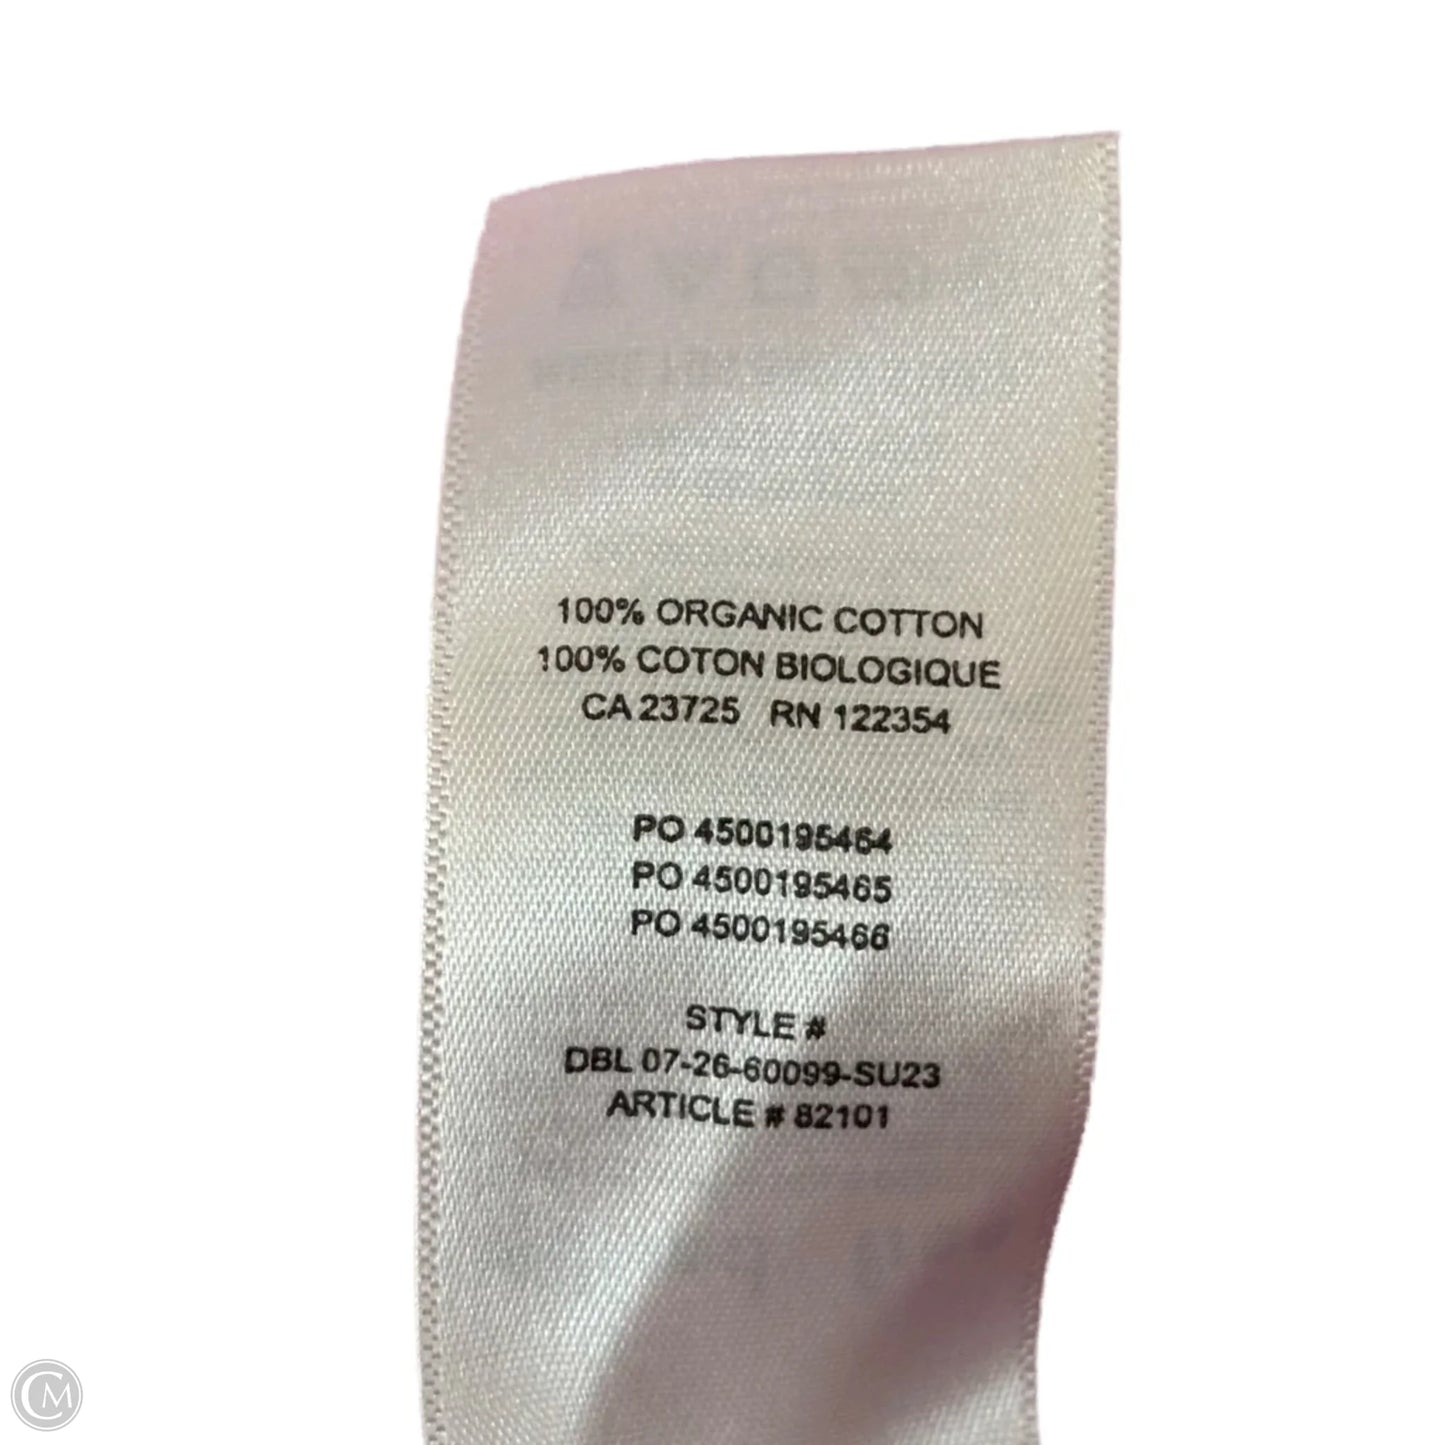 100% ORGANIC COTTON
100% COTON BIOLOGIQUE
CA 23725 RN 122354
PO 4500195464
PO 4500195465
PO 4500195466
STYLE #
DBL 07-26-60099-SU23
ARTICLE # 82101
CM